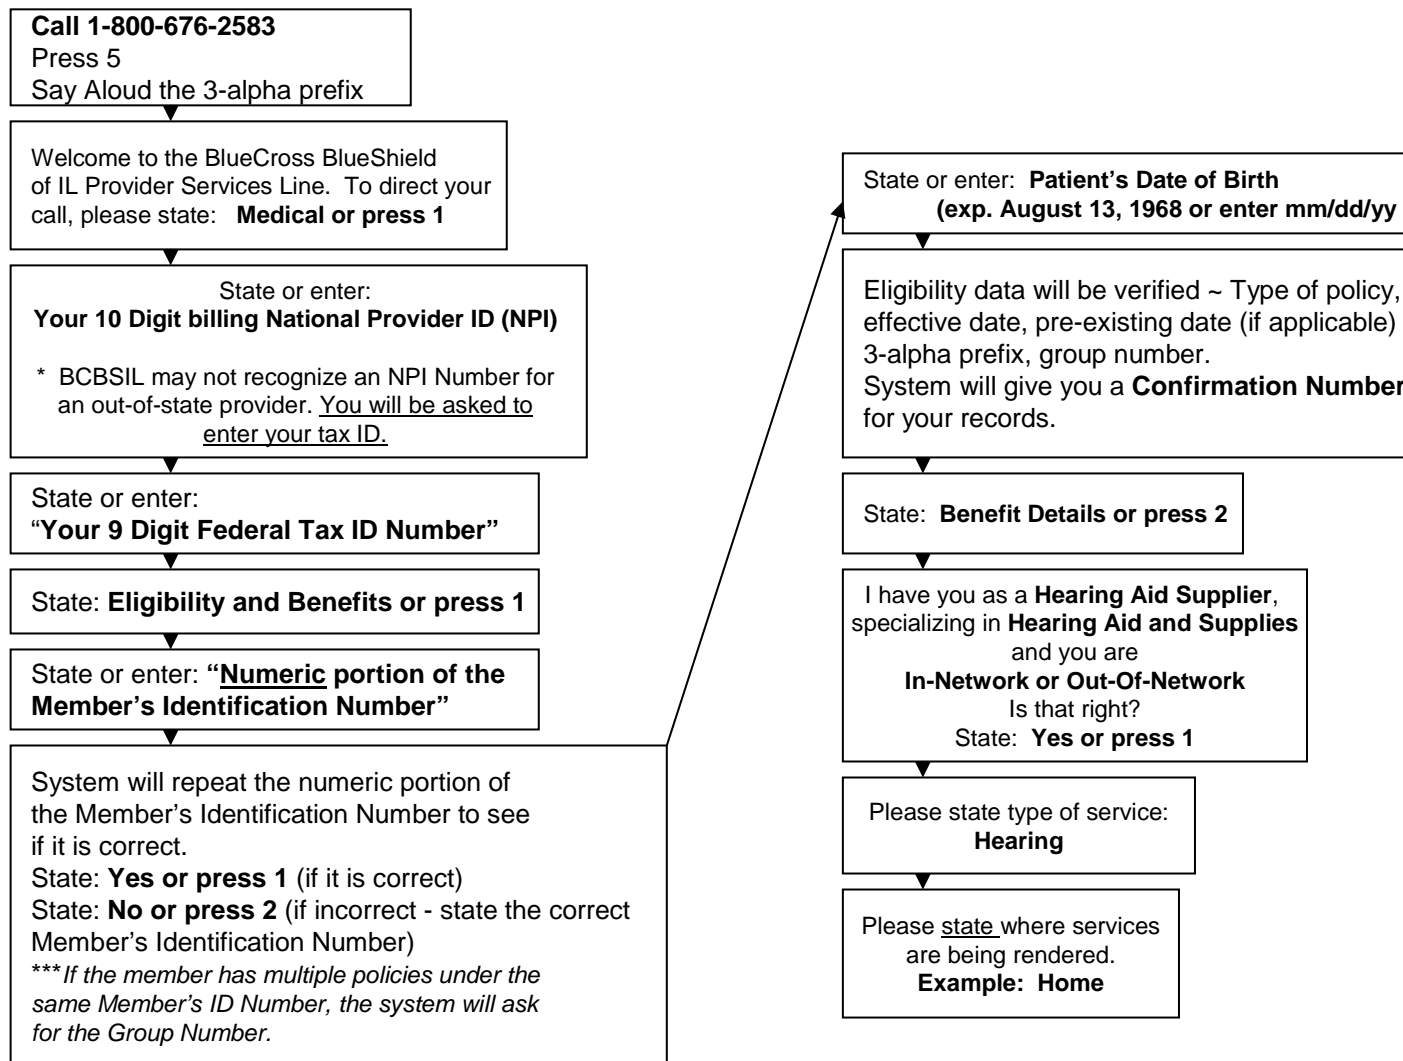 Call 1-800-676-2583
Press 5
Say Aloud the 3-alpha prefix
Welcome to the BlueCross BlueShield
of IL Provider Services Line. To direct your
call, please state: Medical or press 1
State or enter:
Your 10 Digit billing National Provider ID (NPI)
* BCBSIL may not recognize an NPI Number for
an out-of-state provider. You will be asked to
enter your tax ID.
State or enter:
“Your 9 Digit Federal Tax ID Number”
State: Eligibility and Benefits or press 1
State or enter: “Numeric portion of the
Member’s Identification Number”
System will repeat the numeric portion of
the Member’s Identification Number to see
if it is correct.
State: Yes or press 1 (if it is correct)
State: No or press 2 (if incorrect - state the correct
Member’s Identification Number)
***If the member has multiple policies under the
same Member’s ID Number, the system will ask
for the Group Number.
State or enter: Patient’s Date of Birth
(exp. August 13, 1968 or enter mm/dd/yy
Eligibility data will be verified ~ Type of policy,
effective date, pre-existing date (if applicable)
3-alpha prefix, group number.
System will give you a Confirmation Number
for your records.
State: Benefit Details or press 2
I have you as a Hearing Aid Supplier,
specializing in Hearing Aid and Supplies
and you are
In-Network or Out-Of-Network
Is that right?
State: Yes or press 1
Please state type of service:
Hearing
Please state where services
are being rendered.
Example: Home